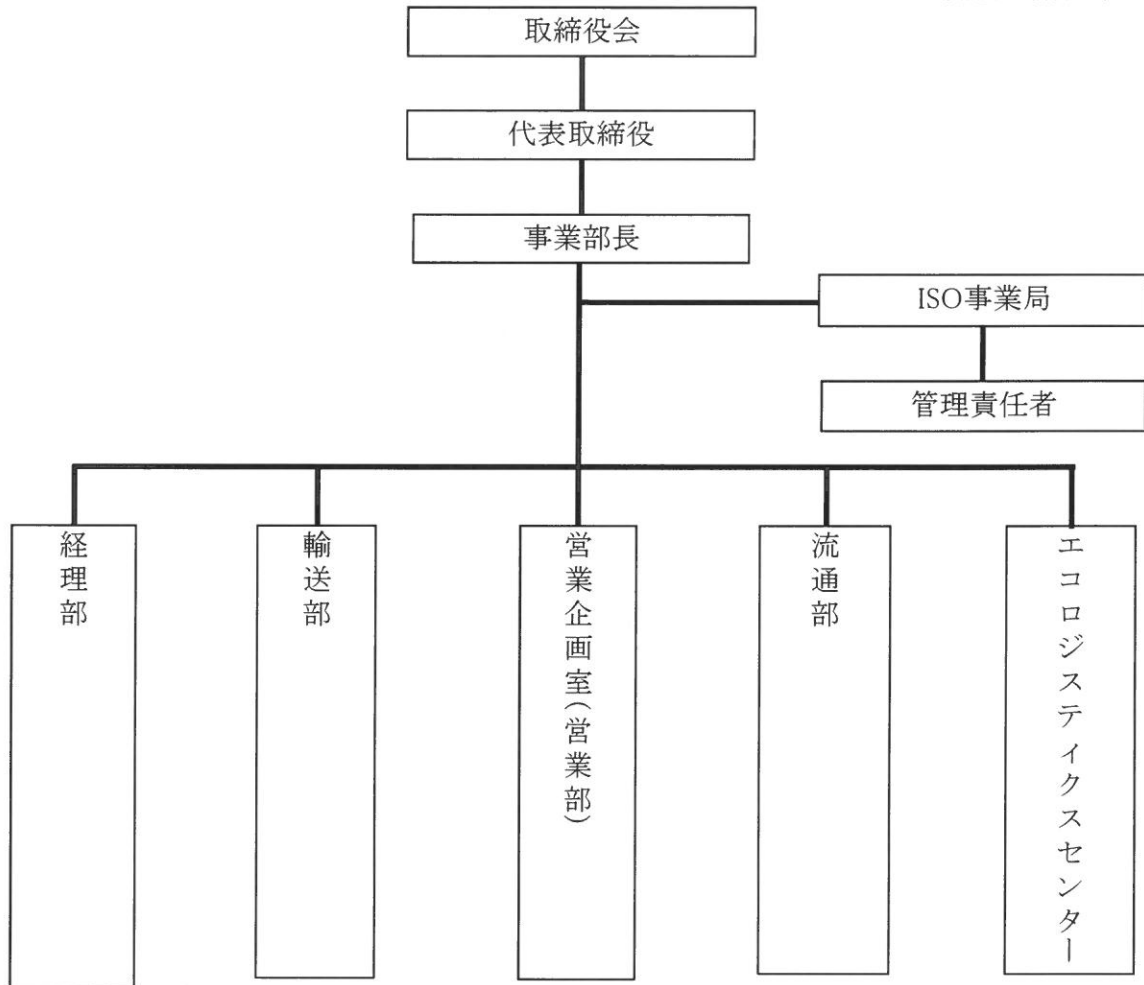 取締役会
代表取締役
事業部長
ISO事業局
管理責任者
経理部
輸送部
営業企画室(営業部)
流通部
エコロジスティクスセンター